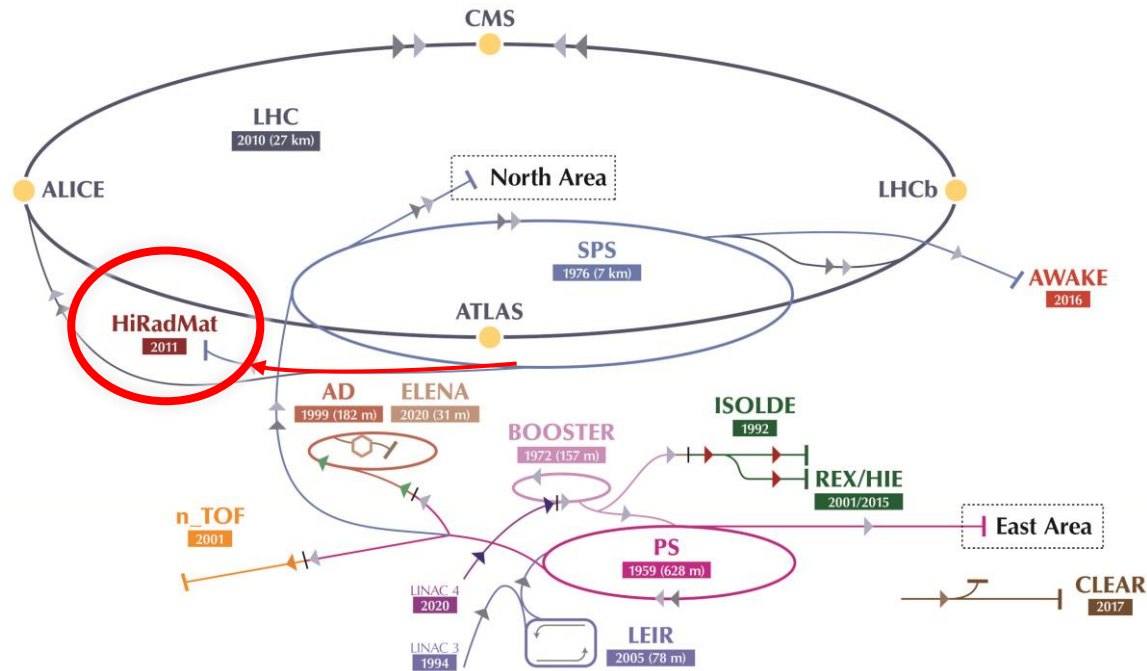 CMS
LHC
2010 (27 km)
ALICE
North Area
LHCb
SPS
1976 (7 km)
AWAKE
2016
ATLAS
HiRadMat
2011
AD
1999 (182 m)
ELENA
2020 (31 m)
ISOLDE
1992
BOOSTER
1972 (157 m)
REX/HIE
2001/2015
n_TOF
2001
East Area
PS
1959 (628 m)
LINAC 4
2020
CLEAR
2017
LINAC 3
1994
LEIR
2005 (78 m)